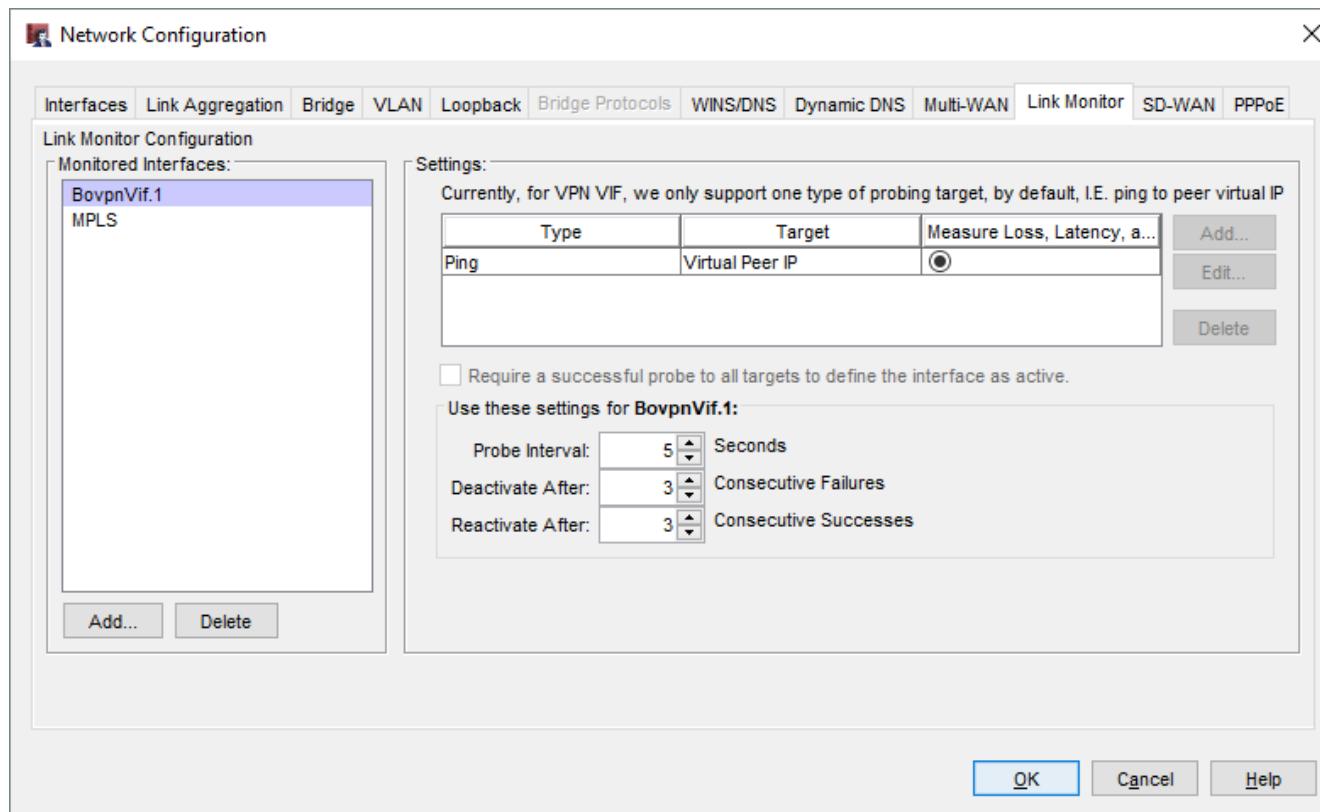 Network Configuration
Interfaces Link Aggregation Bridge VLAN Loopback Bridge Protocols WINS/DNS Dynamic DNS Multi-WAN Link Monitor SD-WAN PPPoE
Link Monitor Configuration
Monitored Interfaces:
BovpnVif.1
MPLS
Add...
Delete
Settings:
Currently, for VPN VIF, we only support one type of probing target, by default, I.E. ping to peer virtual IP
Type Target Measure Loss, Latency, a...
Ping Virtual Peer IP
Add...
Edit...
Delete
Require a successful probe to all targets to define the interface as active.
Use these settings for BovpnVif.1:
Probe Interval: 5 Seconds
Deactivate After: 3 Consecutive Failures
Reactivate After: 3 Consecutive Successes
OK Cancel Help